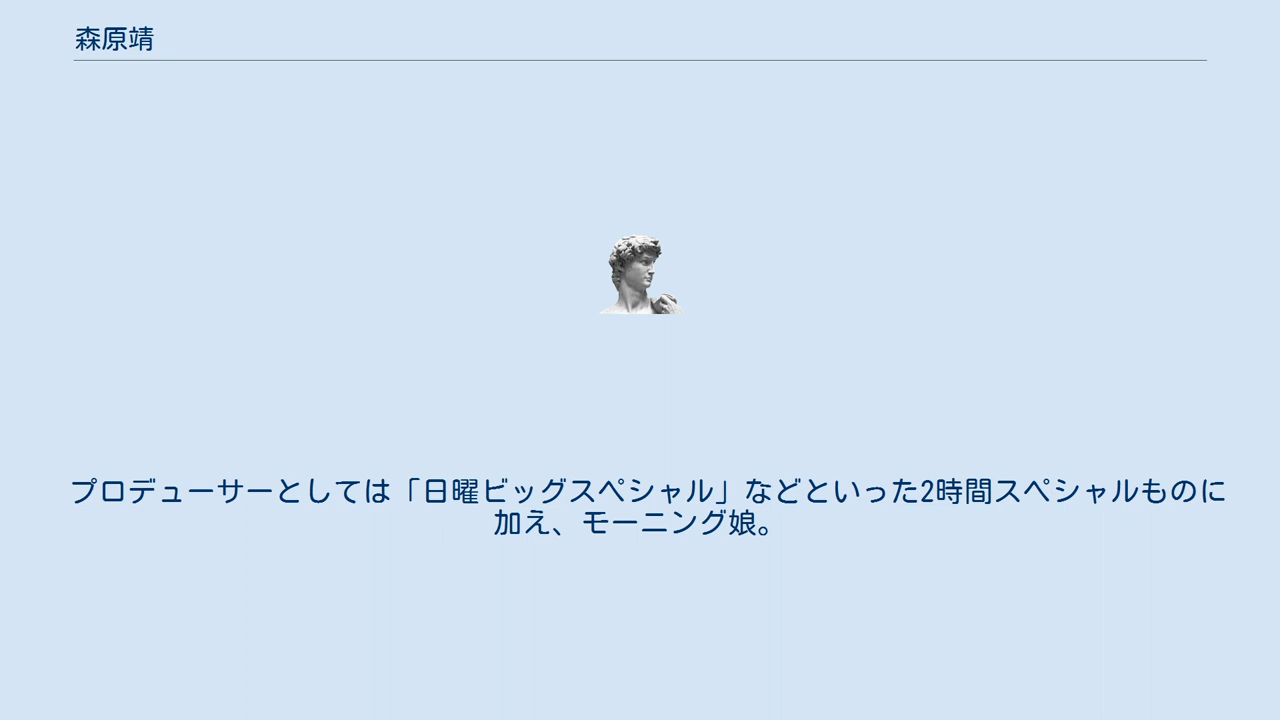 森原靖
プロデューサーとしては「日曜ビッグスペシャル」などといった2時間スペシャルものに
加え、モーニング娘。